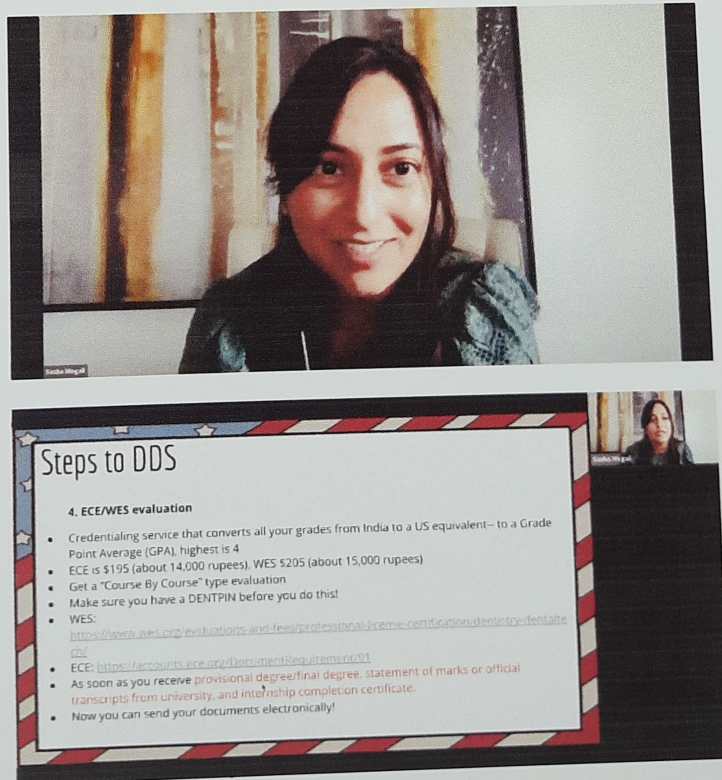 Sasha Mogal
Steps to DDS
Sasha Mogal
4. ECE/WES evaluation
• Credentialing service that converts all your grades from India to a US equivalent– to a Grade
Point Average (GPA), highest is 4
• ECE is $195 (about 14,000 rupees), WES $205 (about 15,000 rupees)
• Get a "Course By Course" type evaluation
• Make sure you have a DENTPIN before you do this!
• WES:
https://www.wes.org/evaluations-and-fees/professional-license-certification/dentistry-dentalte
ch/
• ECE: https://accounts.ece.org/DocumentRequirement/91
• As soon as you receive provisional degree/final degree, statement of marks or official
transcripts from university, and internship completion certificate.
• Now you can send your documents electronically!